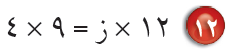 ١٢ ٤ × ٩ = ز × ١٢